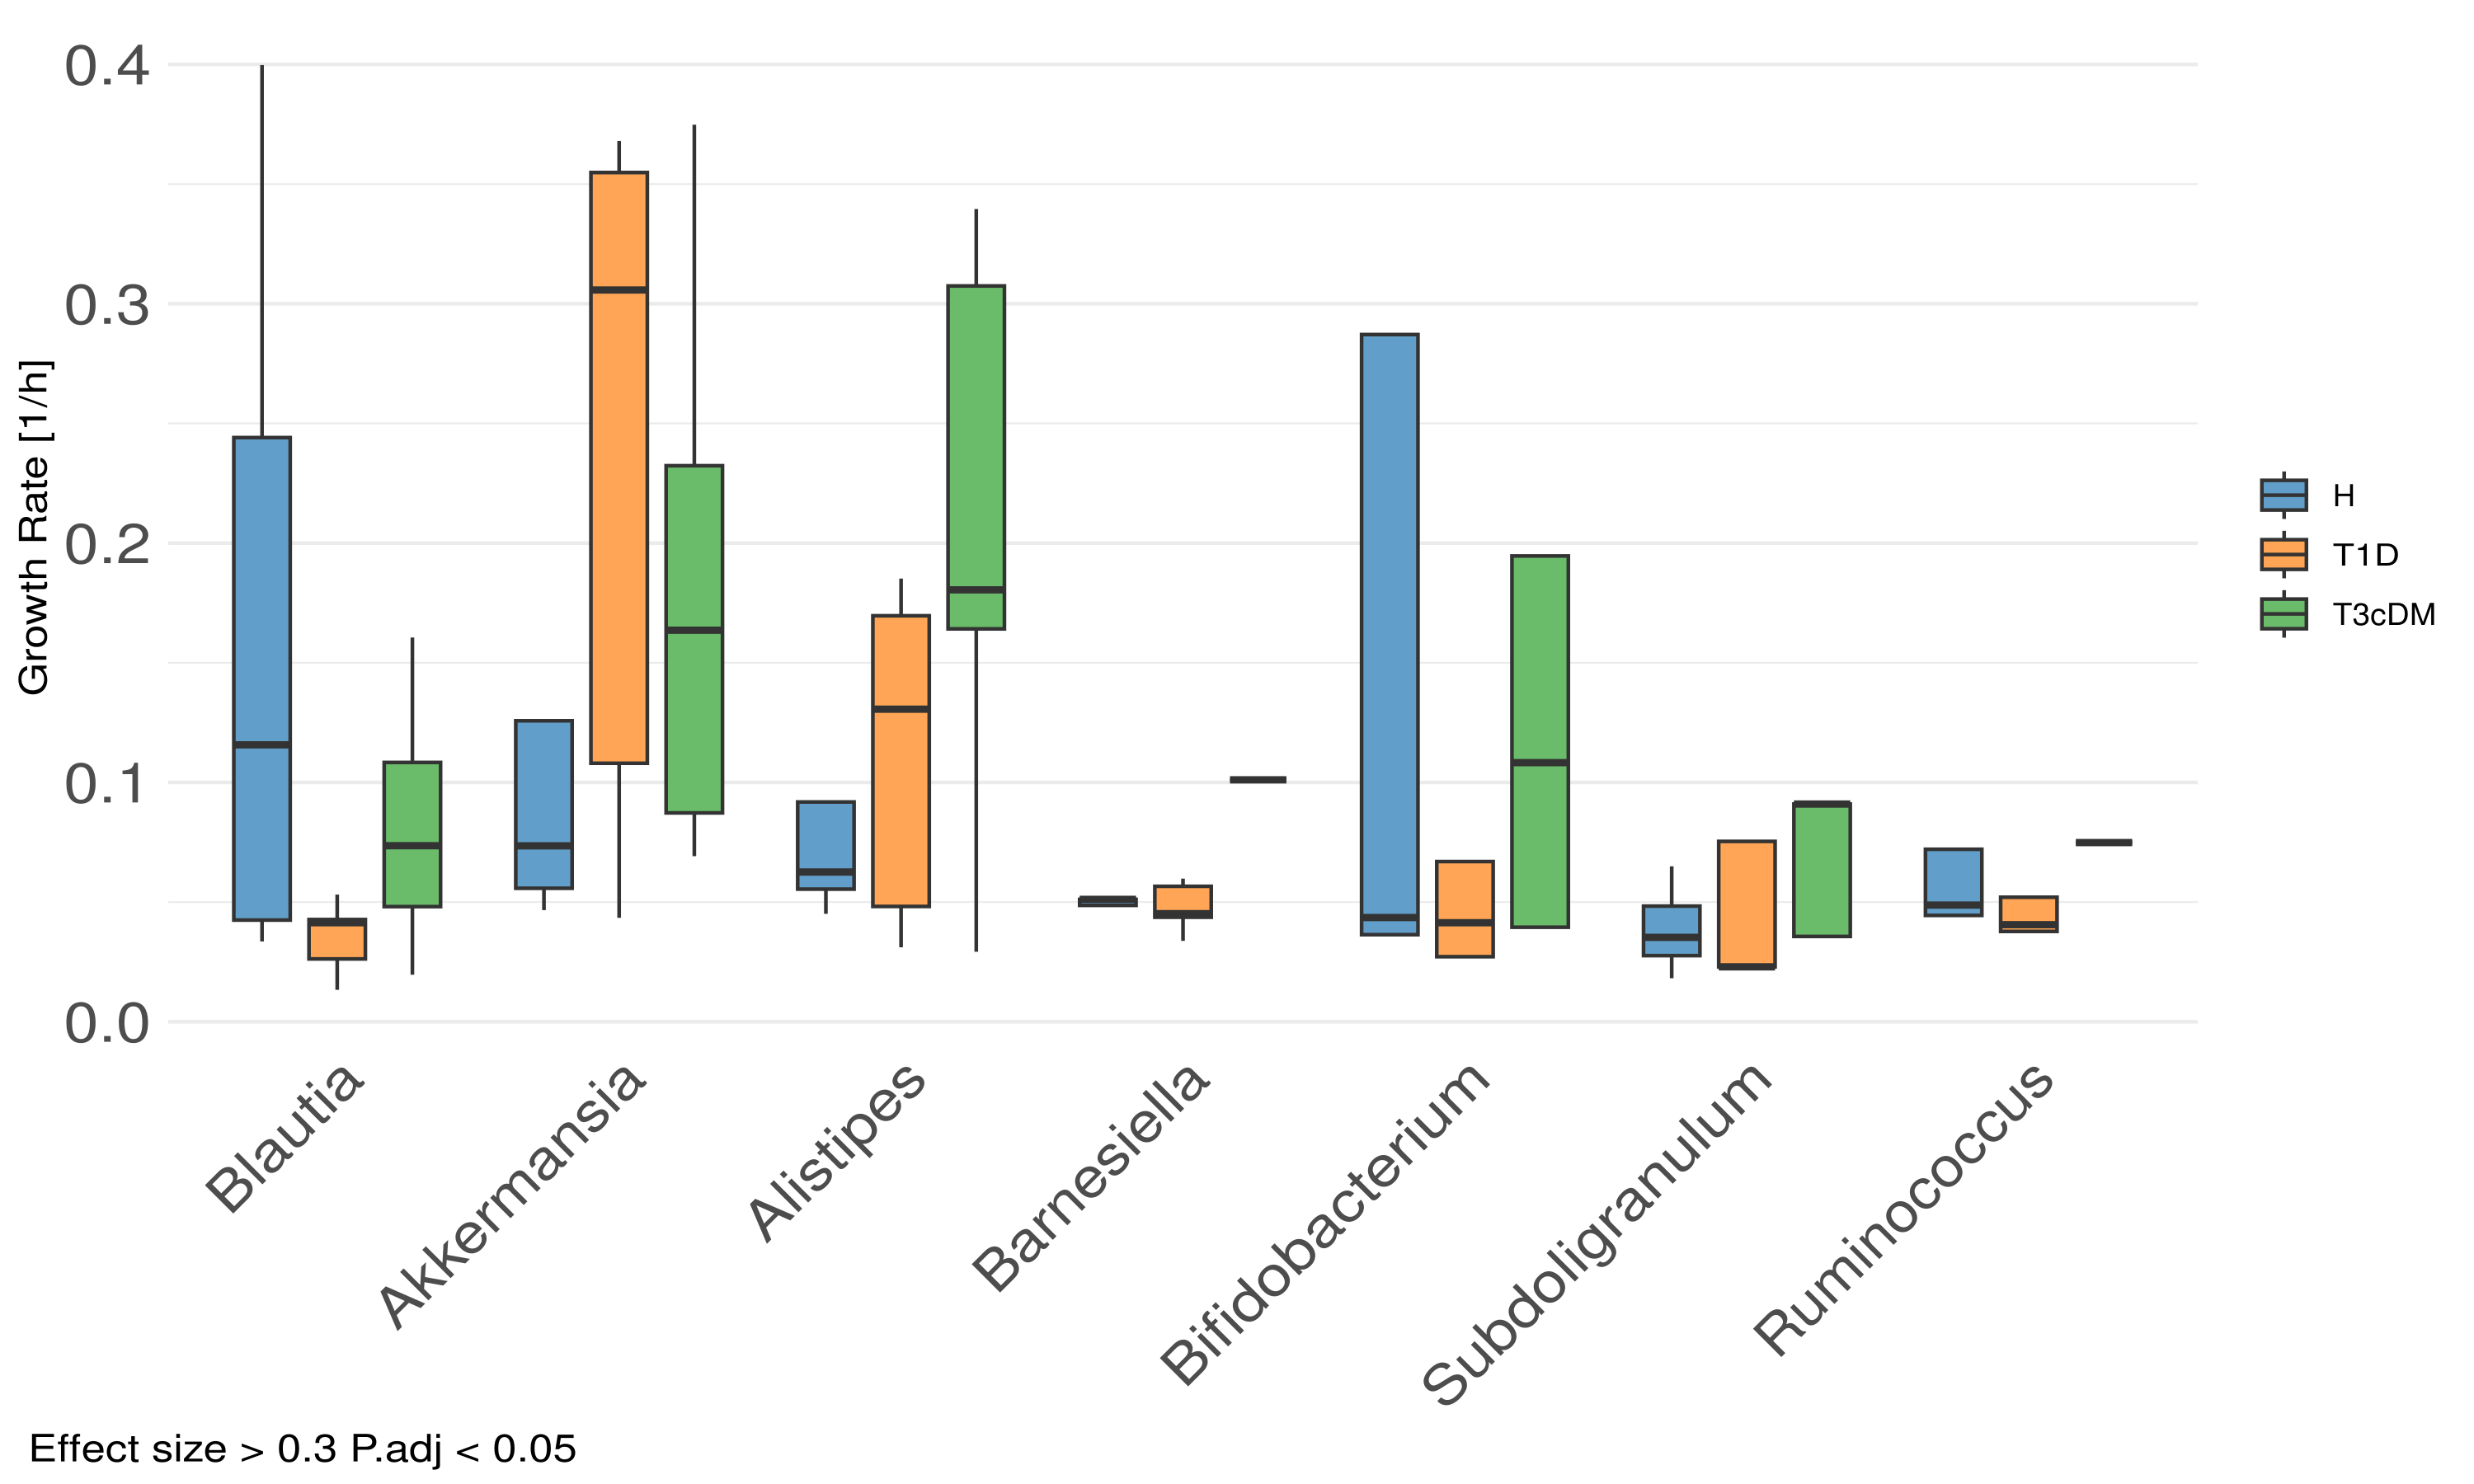 Growth Rate [1/h]
0.4
0.3
0.2
0.1
0.0
Blautia
Akkermansia
Alistipes
Barnesiella
Bifidobacterium
Subdoligranulum
Ruminococcus
H
T1D
T3cDM
Effect size > 0.3 P.adj < 0.05